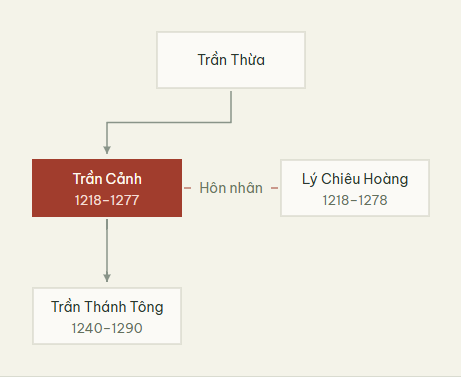 Trần Thừa
Trần Cảnh
1218–1277
Hôn nhân
Lý Chiêu Hoàng
1218–1278
Trần Thánh Tông
1240–1290